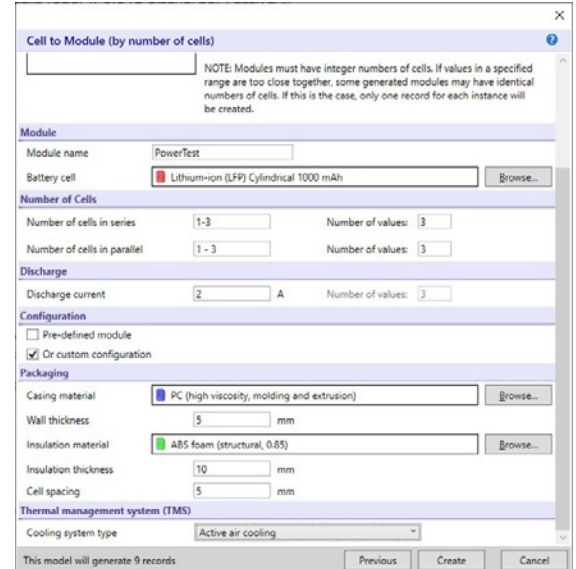 Cell to Module (by number of cells)
NOTE: Modules must have integer numbers of cells. If values in a specified
range are too close together, some generated modules may have identical
numbers of cells. If this is the case, only one record for each instance will
be created.
Module
Module name PowerTest
Battery cell Lithium-ion (LFP) Cylindrical 1000 mAh Browse...
Number of Cells
Number of cells in series 1-3 Number of values: 3
Number of cells in parallel 1 - 3 Number of values: 3
Discharge
Discharge current 2 A Number of values: 3
Configuration
Pre-defined module
Or custom configuration
Packaging
Casing material PC (high viscosity, molding and extrusion) Browse...
Wall thickness 5 mm
Insulation material ABS foam (structural, 0.85) Browse...
Insulation thickness 10 mm
Cell spacing 5 mm
Thermal management system (TMS)
Cooling system type Active air cooling
This model will generate 9 records Previous Create Cancel